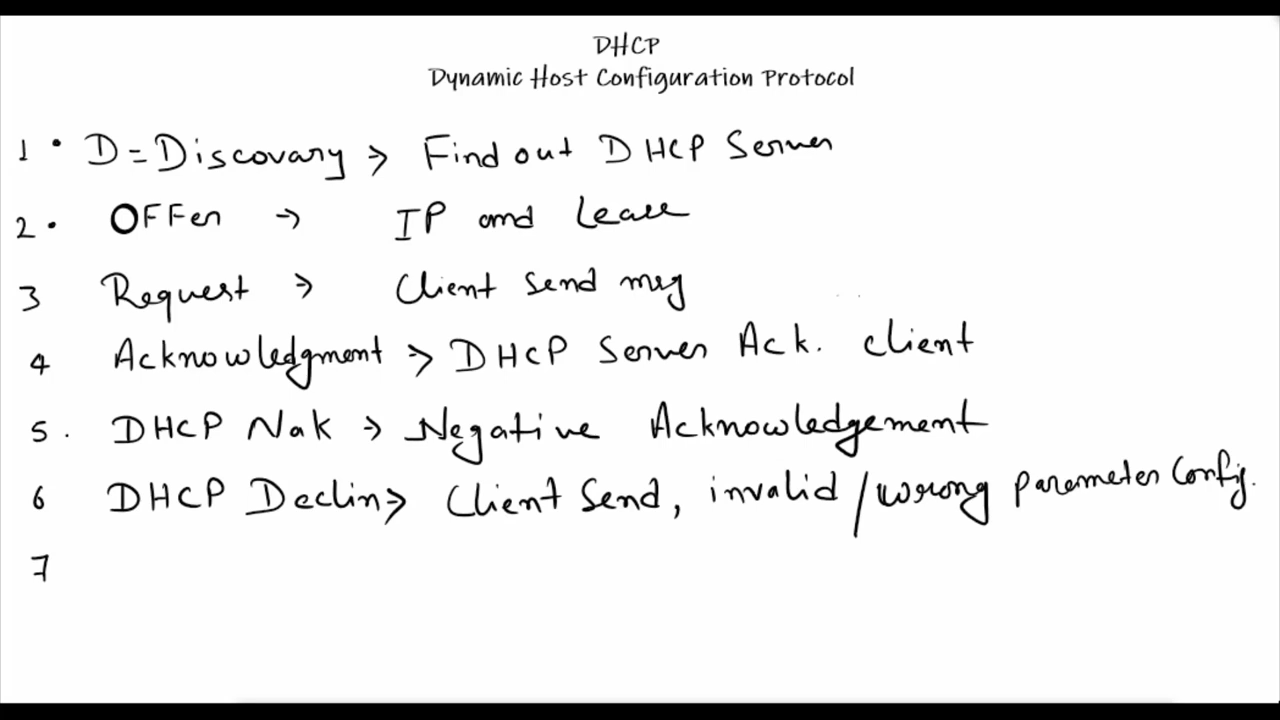 DHCP
Dynamic Host Configuration Protocol
1 • D = Discovary → Find out DHCP Server
2 • OFFer → IP and Lease
3 Request → Client Send msg
4 Acknowledgment → DHCP Server Ack. client
5. DHCP Nak → Negative Acknowledgement
6 DHCP Declin → Client Send, invalid / wrong parameter Config.
7